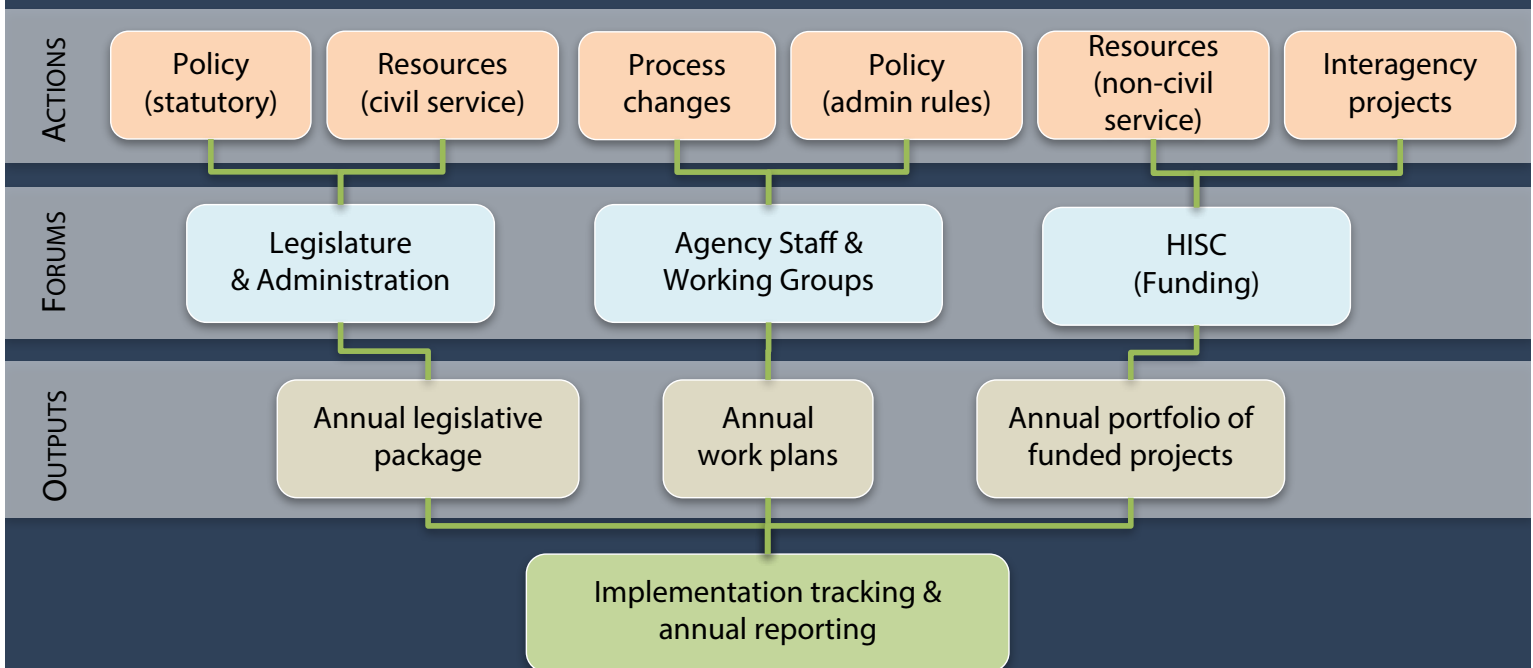 ACTIONS
Policy
(statutory)
Resources
(civil service)
Process
changes
Policy
(admin rules)
Resources
(non-civil
service)
Interagency
projects
FORUMS
Legislature
& Administration
Agency Staff &
Working Groups
HISC
(Funding)
OUTPUTS
Annual legislative
package
Annual
work plans
Annual portfolio of
funded projects
Implementation tracking &
annual reporting